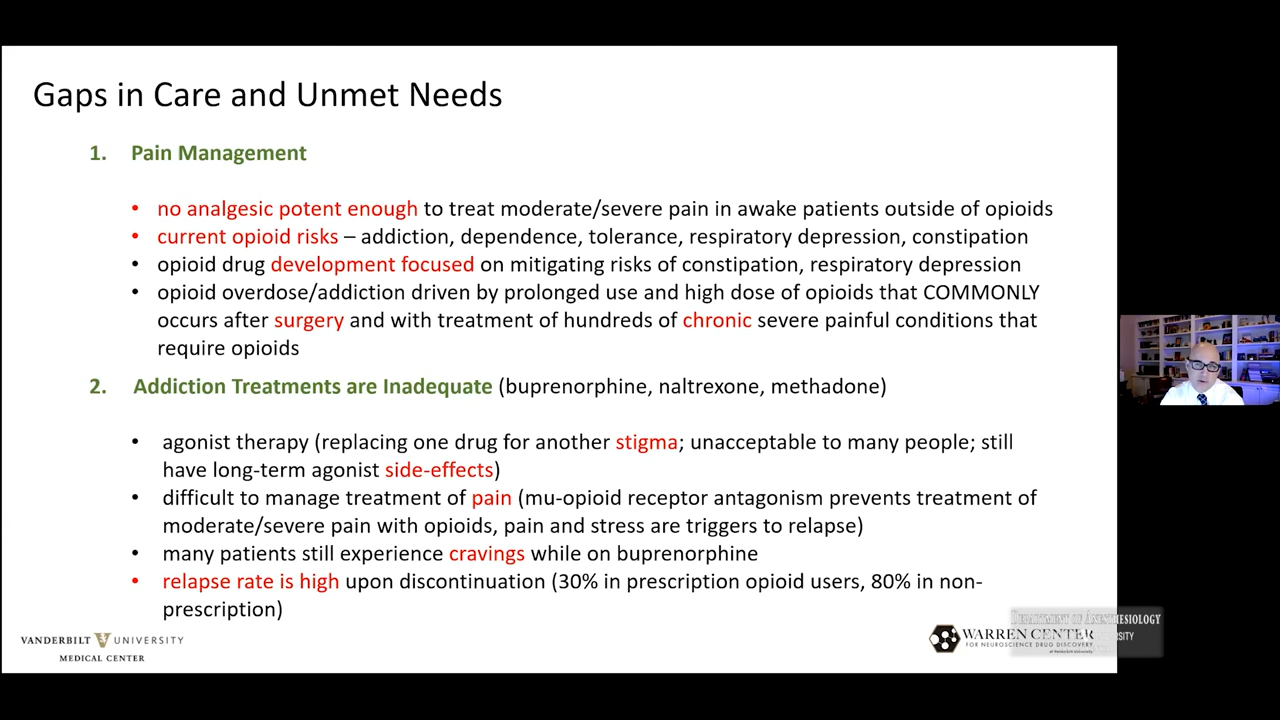 Gaps in Care and Unmet Needs
1. Pain Management
• no analgesic potent enough to treat moderate/severe pain in awake patients outside of opioids
• current opioid risks – addiction, dependence, tolerance, respiratory depression, constipation
• opioid drug development focused on mitigating risks of constipation, respiratory depression
• opioid overdose/addiction driven by prolonged use and high dose of opioids that COMMONLY
occurs after surgery and with treatment of hundreds of chronic severe painful conditions that
require opioids
2. Addiction Treatments are Inadequate (buprenorphine, naltrexone, methadone)
• agonist therapy (replacing one drug for another stigma; unacceptable to many people; still
have long-term agonist side-effects)
• difficult to manage treatment of pain (mu-opioid receptor antagonism prevents treatment of
moderate/severe pain with opioids, pain and stress are triggers to relapse)
• many patients still experience cravings while on buprenorphine
• relapse rate is high upon discontinuation (30% in prescription opioid users, 80% in non-
prescription)
VANDERBILT V UNIVERSITY
MEDICAL CENTER
WARREN CENTER
FOR NEUROSCIENCE DRUG DISCOVERY
at Vanderbilt University
DEPARTMENT OF ANESTHESIOLOGY